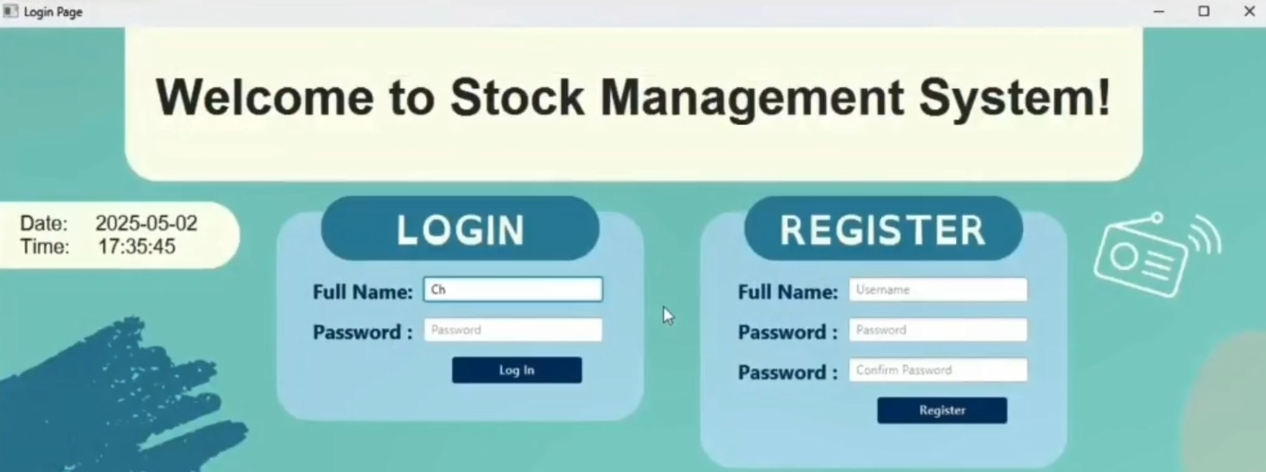 Login Page
Welcome to Stock Management System!
Date: 2025-05-02
Time: 17:35:45
LOGIN
Full Name: Ch
Password : Password
Log In
REGISTER
Full Name: Username
Password : Password
Password : Confirm Password
Register